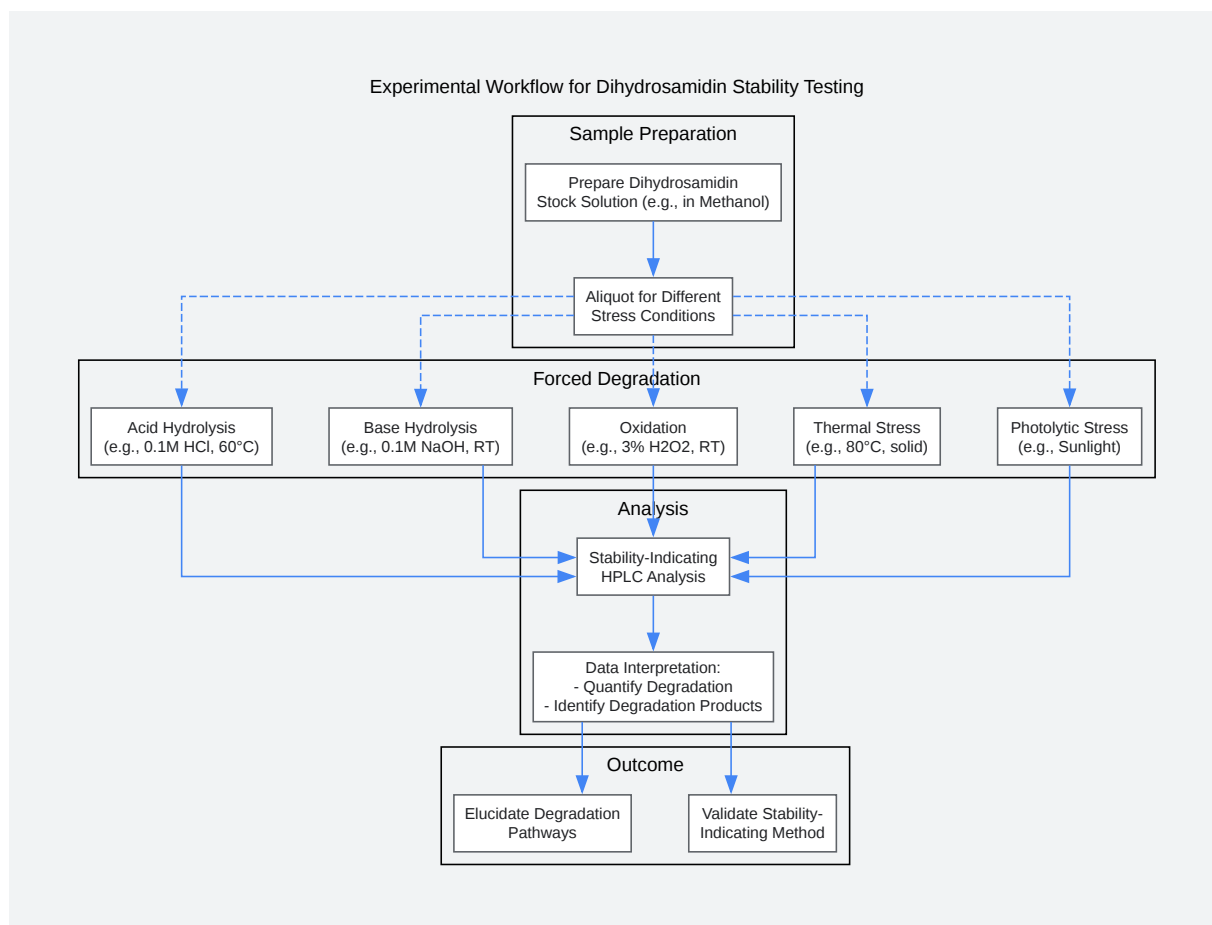 Experimental Workflow for Dihydrosamidin Stability Testing
Sample Preparation
Prepare Dihydrosamidin
Stock Solution (e.g., in Methanol)
Aliquot for Different
Stress Conditions
Forced Degradation
Acid Hydrolysis
(e.g., 0.1M HCl, 60°C)
Base Hydrolysis
(e.g., 0.1M NaOH, RT)
Oxidation
(e.g., 3% H2O2, RT)
Thermal Stress
(e.g., 80°C, solid)
Photolytic Stress
(e.g., Sunlight)
Analysis
Stability-Indicating
HPLC Analysis
Data Interpretation:
- Quantify Degradation
- Identify Degradation Products
Outcome
Elucidate Degradation
Pathways
Validate Stability-
Indicating Method